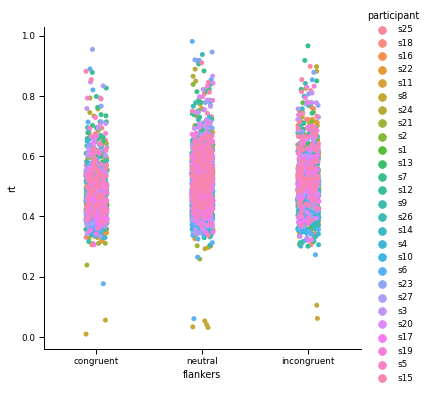 participant
s25
s18
s16
s22
s11
s8
s24
s21
s2
s1
s13
s7
s12
s9
s26
s14
s4
s10
s6
s23
s27
s3
s20
s17
s19
s5
s15
1.0
0.8
0.6
0.4
0.2
0.0
rt
congruent neutral incongruent
flankers